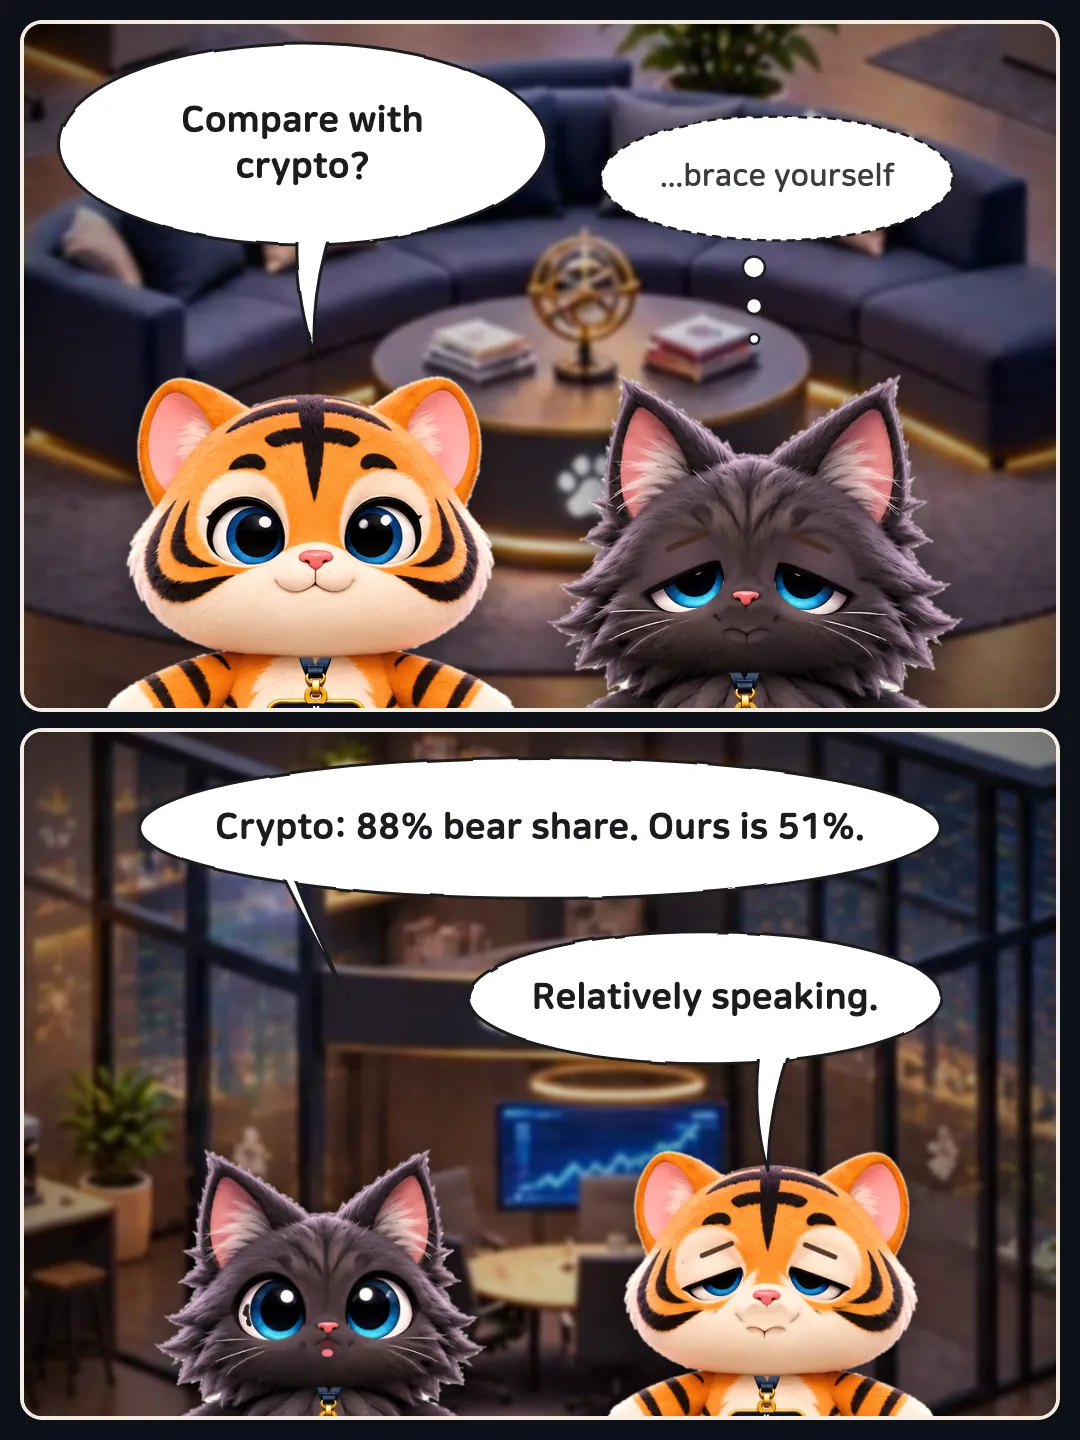 Compare with
crypto?
...brace yourself
Crypto: 88% bear share. Ours is 51%.
Relatively speaking.